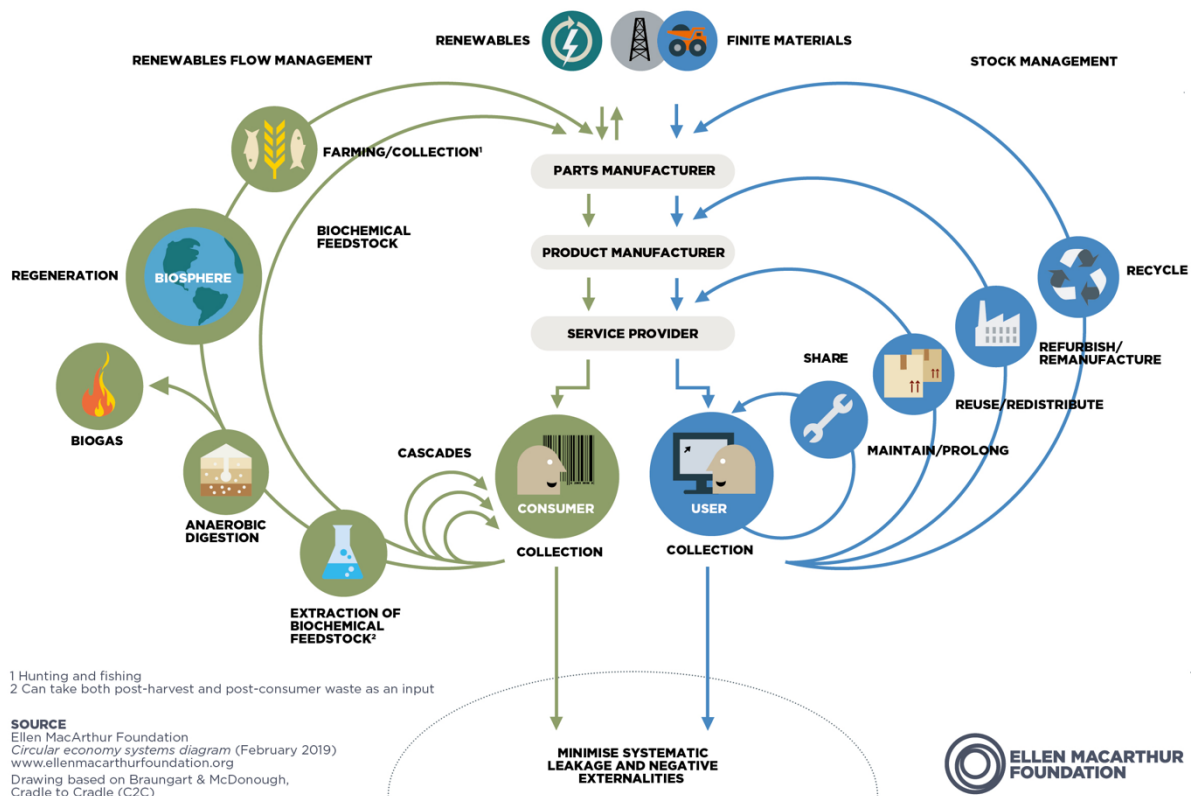 RENEWABLES
FINITE MATERIALS
RENEWABLES FLOW MANAGEMENT
STOCK MANAGEMENT
FARMING/COLLECTION¹
PARTS MANUFACTURER
BIOCHEMICAL
FEEDSTOCK
PRODUCT MANUFACTURER
REGENERATION
BIOSPHERE
RECYCLE
SERVICE PROVIDER
SHARE
REFURBISH/
REMANUFACTURE
REUSE/REDISTRIBUTE
BIOGAS
CASCADES
MAINTAIN/PROLONG
CONSUMER
USER
ANAEROBIC
DIGESTION
COLLECTION
COLLECTION
EXTRACTION OF
BIOCHEMICAL
FEEDSTOCK²
1 Hunting and fishing
2 Can take both post-harvest and post-consumer waste as an input
SOURCE
Ellen MacArthur Foundation
Circular economy systems diagram (February 2019)
www.ellenmacarthurfoundation.org
Drawing based on Braungart & McDonough,
Cradle to Cradle (C2C)
MINIMISE SYSTEMATIC
LEAKAGE AND NEGATIVE
EXTERNALITIES
ELLEN MACARTHUR
FOUNDATION